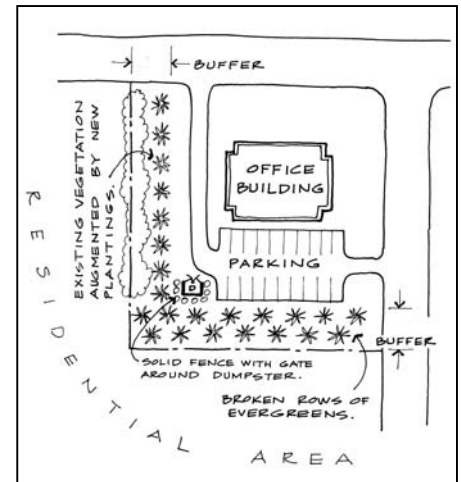 BUFFER
EXISTING VEGETATION
AUGMENTED BY NEW
PLANTINGS.
OFFICE
BUILDING
PARKING
D
BUFFER
SOLID FENCE WITH GATE
AROUND DUMPSTER.
BROKEN ROWS OF
EVERGREENS.
RESIDENTIAL AREA